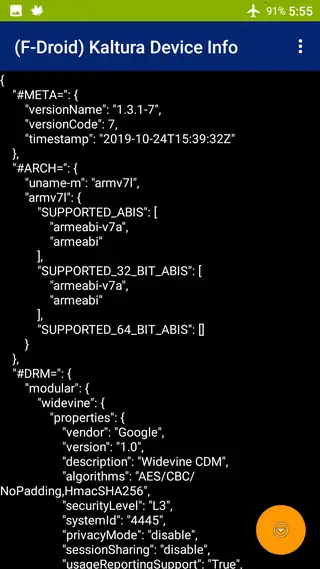 91% 5:55
(F-Droid) Kaltura Device Info
{
"#META=": {
"versionName": "1.3.1-7",
"versionCode": 7,
"timestamp": "2019-10-24T15:39:32Z"
},
"#ARCH=": {
"uname-m": "armv7l",
"armv7l": {
"SUPPORTED_ABIS": [
"armeabi-v7a",
"armeabi"
],
"SUPPORTED_32_BIT_ABIS": [
"armeabi-v7a",
"armeabi"
],
"SUPPORTED_64_BIT_ABIS": []
}
},
"#DRM=": {
"modular": {
"widevine": {
"properties": {
"vendor": "Google",
"version": "1.0",
"description": "Widevine CDM",
"algorithms": "AES/CBC/
NoPadding,HmacSHA256",
"securityLevel": "L3",
"systemId": "4445",
"privacyMode": "disable",
"sessionSharing": "disable",
"usageReportingSupport": "True",